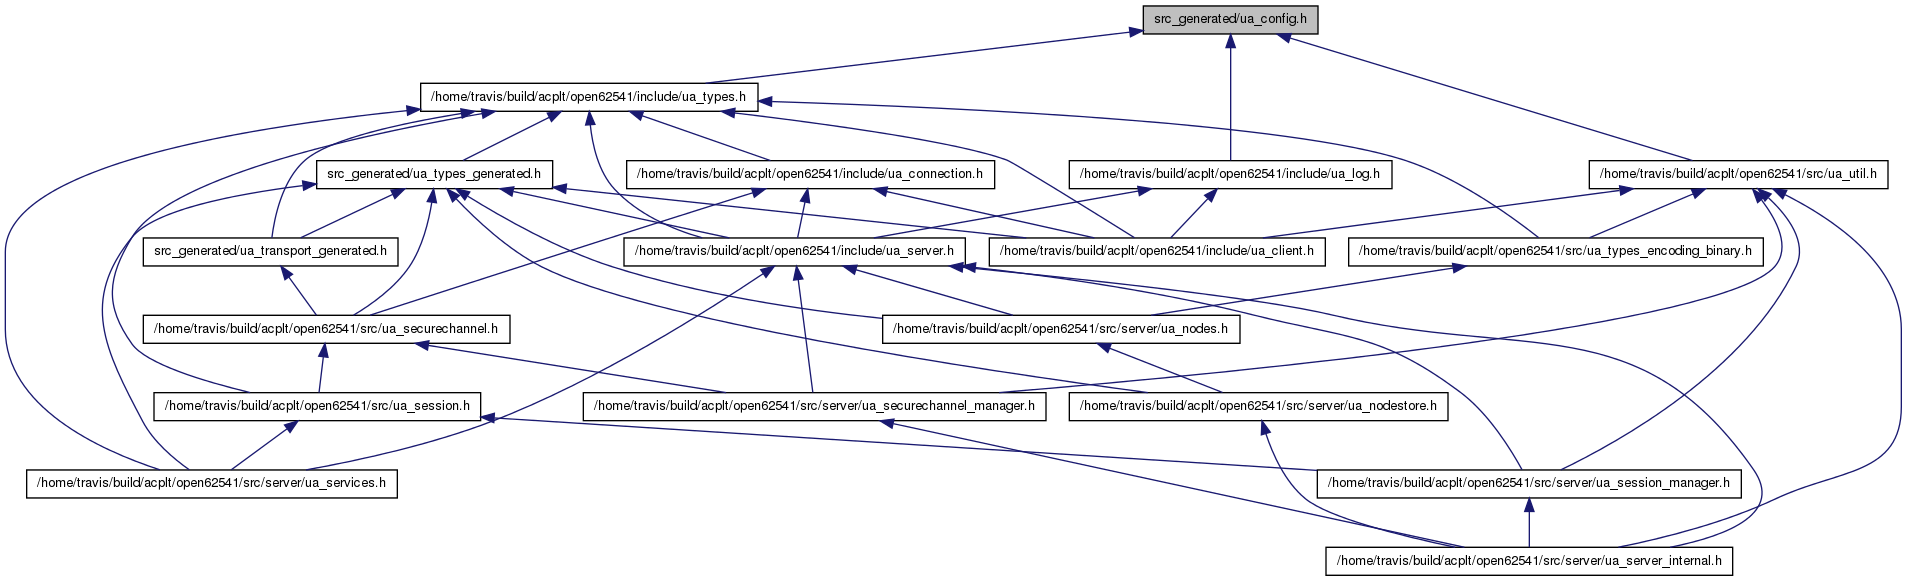 src_generated/ua_config.h
/home/travis/build/acplt/open62541/include/ua_types.h
src_generated/ua_types_generated.h
/home/travis/build/acplt/open62541/include/ua_connection.h
/home/travis/build/acplt/open62541/include/ua_log.h
/home/travis/build/acplt/open62541/src/ua_util.h
src_generated/ua_transport_generated.h
/home/travis/build/acplt/open62541/include/ua_server.h
/home/travis/build/acplt/open62541/include/ua_client.h
/home/travis/build/acplt/open62541/src/ua_types_encoding_binary.h
/home/travis/build/acplt/open62541/src/ua_securechannel.h
/home/travis/build/acplt/open62541/src/server/ua_nodes.h
/home/travis/build/acplt/open62541/src/ua_session.h
/home/travis/build/acplt/open62541/src/server/ua_securechannel_manager.h
/home/travis/build/acplt/open62541/src/server/ua_nodestore.h
/home/travis/build/acplt/open62541/src/server/ua_services.h
/home/travis/build/acplt/open62541/src/server/ua_session_manager.h
/home/travis/build/acplt/open62541/src/server/ua_server_internal.h